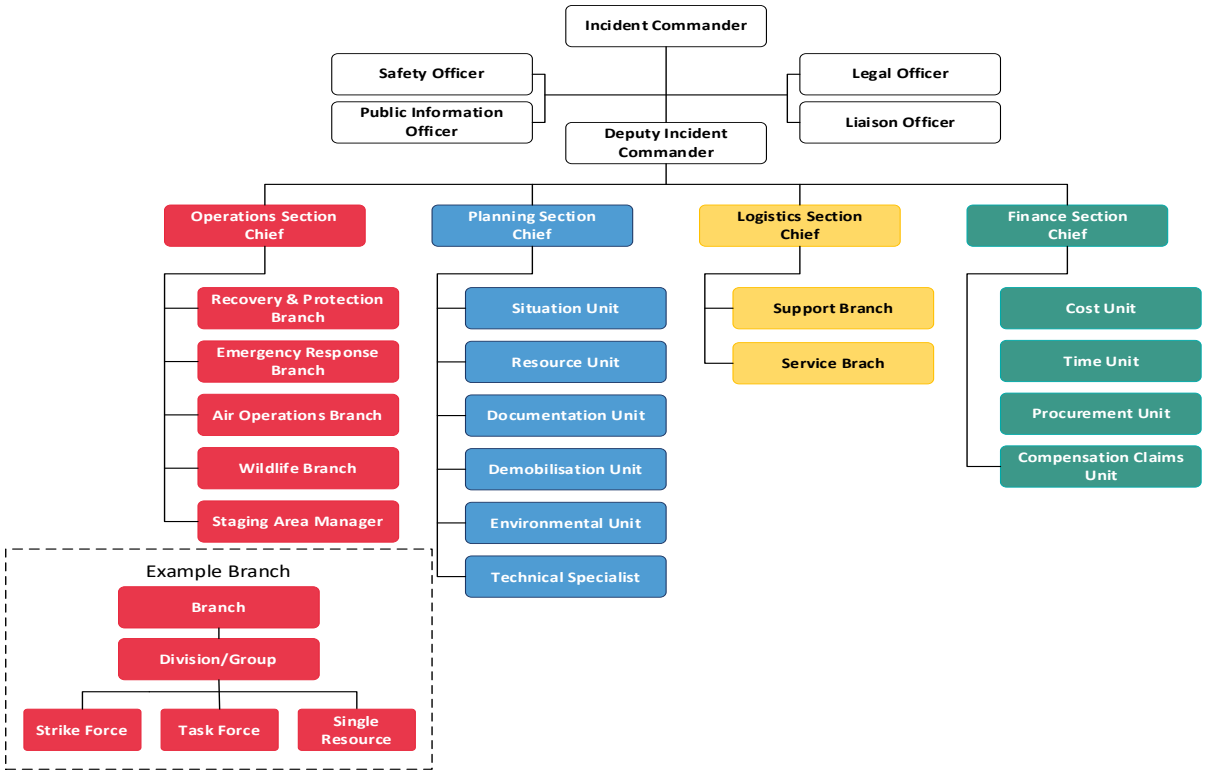 Incident Commander
Safety Officer
Legal Officer
Public Information
Officer
Liaison Officer
Deputy Incident
Commander
Operations Section
Chief
Planning Section
Chief
Logistics Section
Chief
Finance Section
Chief
Recovery & Protection
Branch
Emergency Response
Branch
Air Operations Branch
Wildlife Branch
Staging Area Manager
Situation Unit
Resource Unit
Documentation Unit
Demobilisation Unit
Environmental Unit
Technical Specialist
Support Branch
Service Brach
Cost Unit
Time Unit
Procurement Unit
Compensation Claims
Unit
Example Branch
Branch
Division/Group
Strike Force
Task Force
Single
Resource